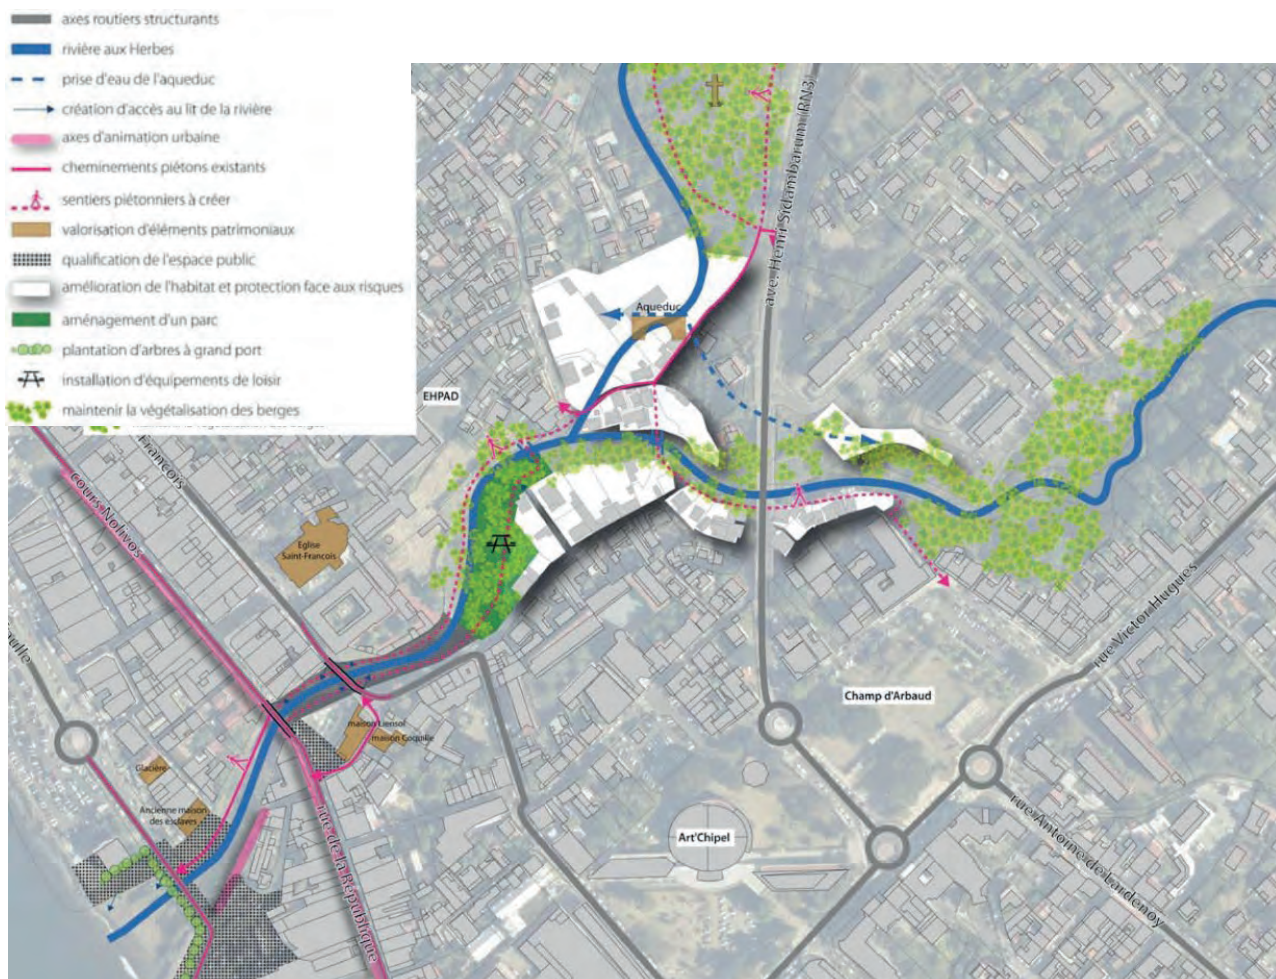 axes routiers structurants
rivière aux Herbes
prise d'eau de l'aqueduc
création d'accès au lit de la rivière
axes d'animation urbaine
cheminements piétons existants
sentiers piétonniers à créer
valorisation d'éléments patrimoniaux
qualification de l'espace public
amélioration de l'habitat et protection face aux risques
aménagement d'un parc
plantation d'arbres à grand port
installation d'équipements de loisir
maintenir la végétalisation des berges
ave. Henri Sidambarum (RN3)
Aqueduc
EHPAD
François
cours Nolivos
Eglise
Saint-François
rue Victor Hugues
Champ d'Arbaud
maison Liensol
maison Coquille
Glacière
Ancienne maison
des esclaves
rue de la République
Art'Chipel
rue Antoine de Lardenoy